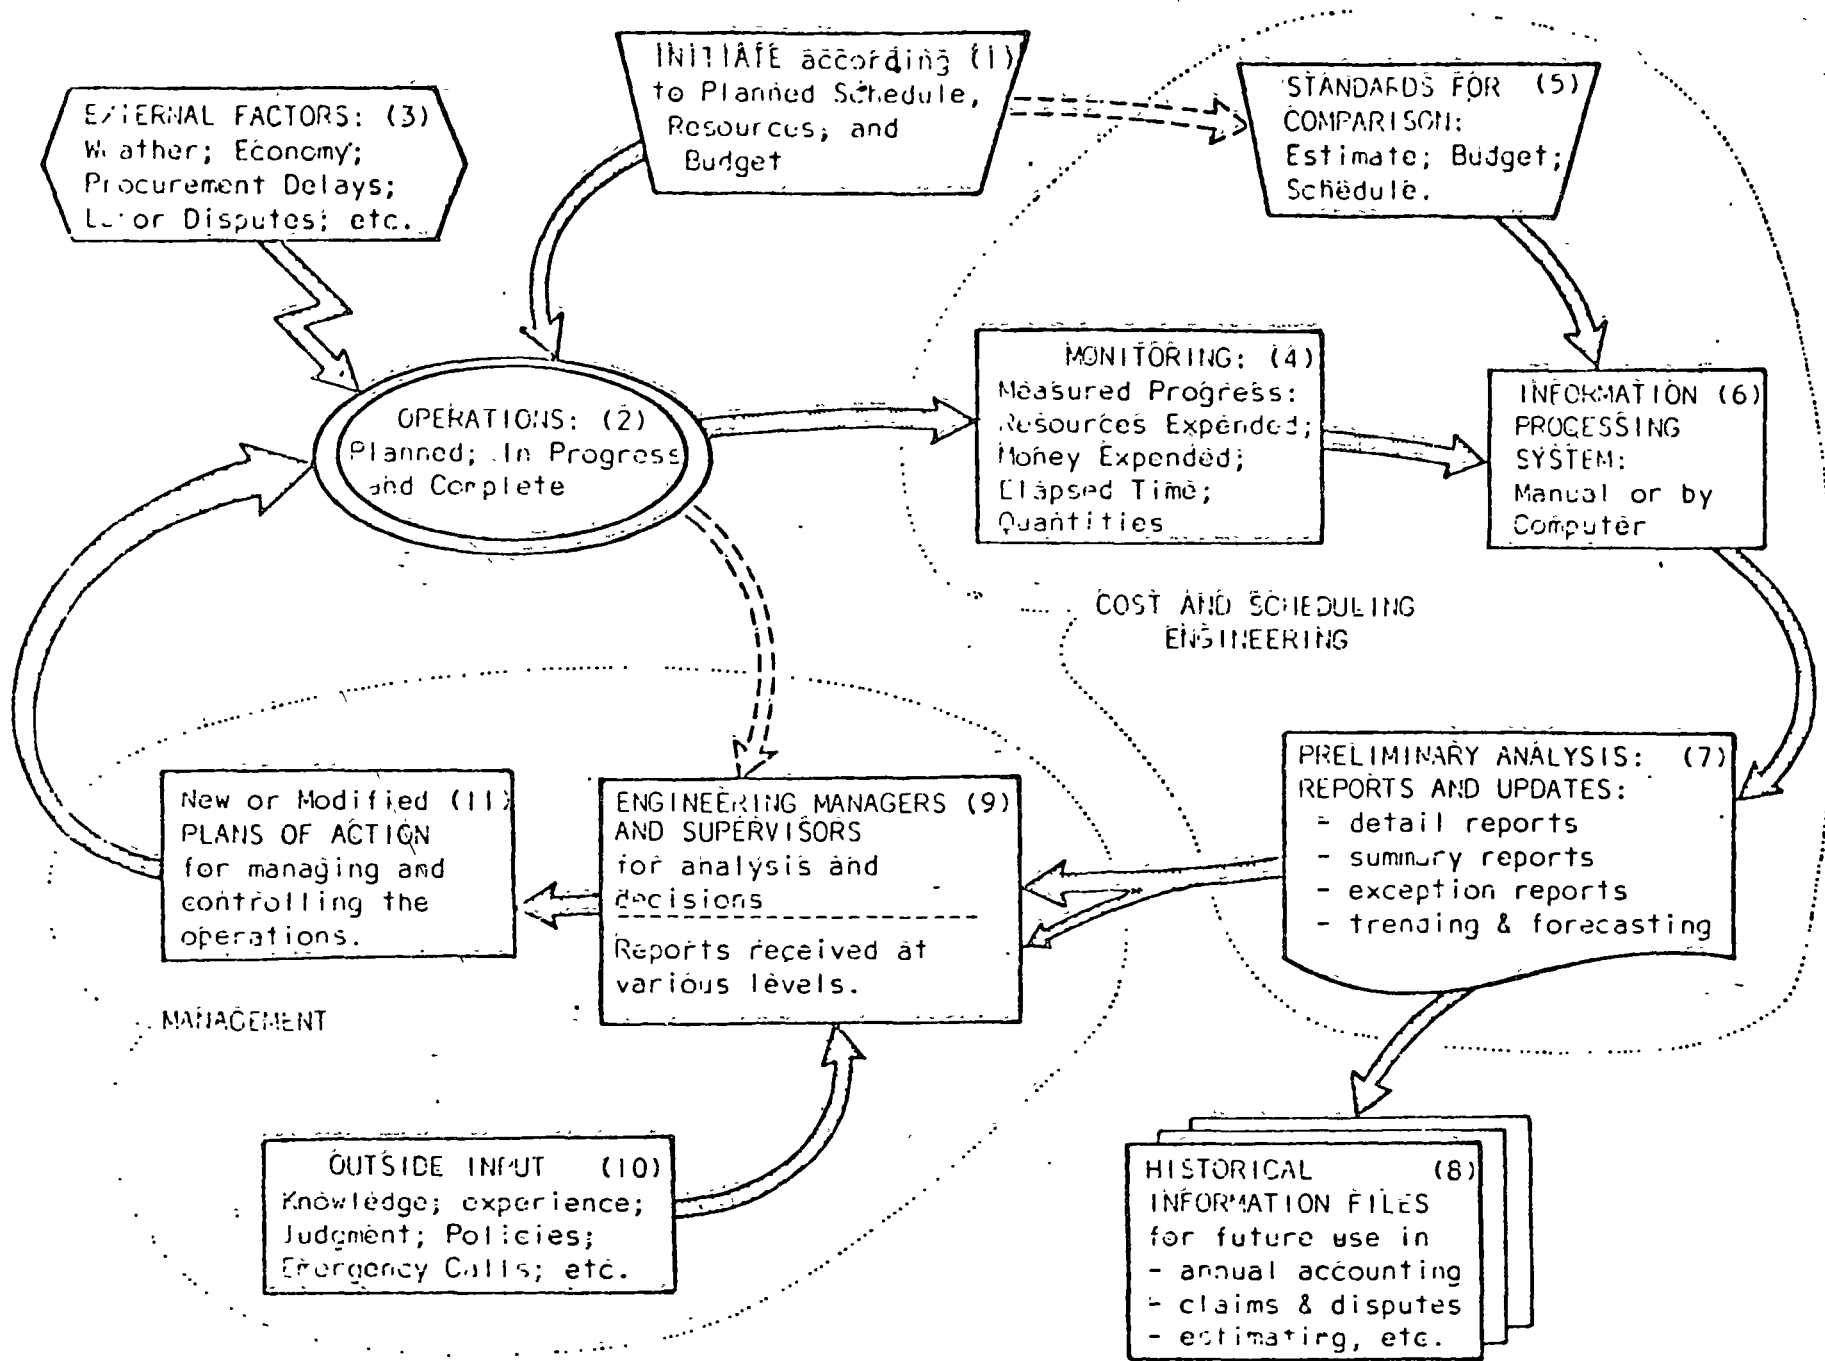 INITIATE according (1)
to Planned Schedule,
Resources; and
Budget
STANDARDS FOR (5)
COMPARISON:
Estimate; Budget;
Schedule.
EXTERNAL FACTORS: (3)
Weather; Economy;
Procurement Delays;
Labor Disputes; etc.
MONITORING: (4)
Measured Progress:
Resources Expended;
Money Expended;
Elapsed Time;
Quantities
INFORMATION (6)
PROCESSING
SYSTEM:
Manual or by
Computer
OPERATIONS: (2)
Planned; In Progress
and Complete
COST AND SCHEDULING
ENGINEERING
PRELIMINARY ANALYSIS: (7)
REPORTS AND UPDATES:
- detail reports
- summary reports
- exception reports
- trending & forecasting
New or Modified (11)
PLANS OF ACTION
for managing and
controlling the
operations.
ENGINEERING MANAGERS (9)
AND SUPERVISORS
for analysis and
decisions
Reports received at
various levels.
MANAGEMENT
OUTSIDE INPUT (10)
Knowledge; experience;
Judgment; Policies;
Emergency Calls; etc.
HISTORICAL (8)
INFORMATION FILES
for future use in
- annual accounting
- claims & disputes
- estimating, etc.